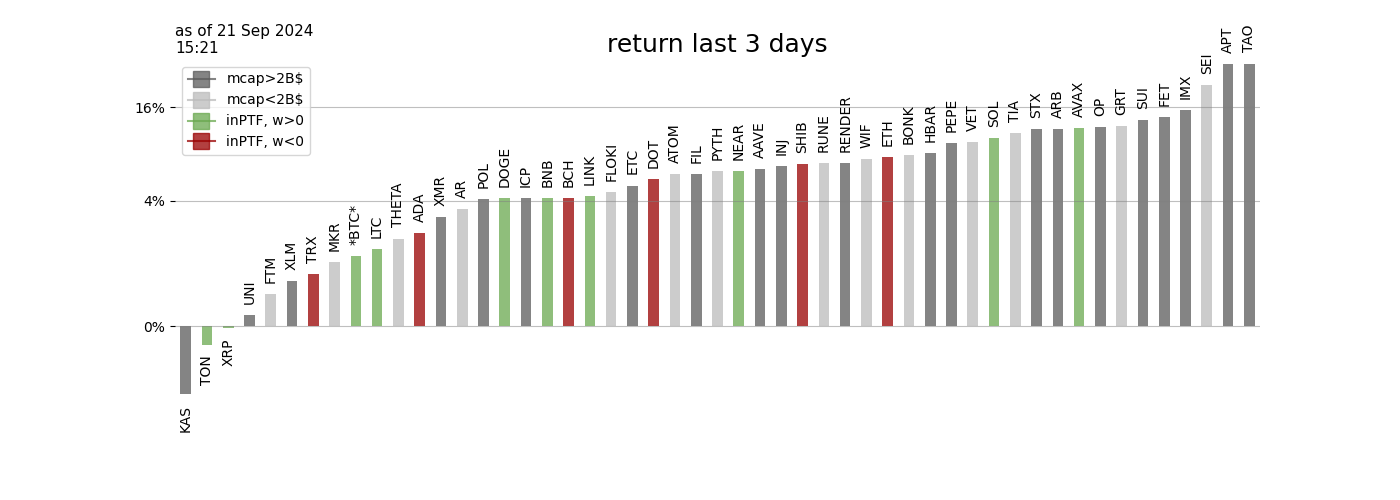 as of 21 Sep 2024
15:21
return last 3 days
mcap>2B$
mcap<2B$
inPTF, w>0
inPTF, w<0
16%
4%
0%
KAS
TON
XRP
UNI
FTM
XLM
TRX
MKR
*BTC*
LTC
THETA
ADA
XMR
AR
POL
DOGE
ICP
BNB
BCH
LINK
FLOKI
ETC
DOT
ATOM
FIL
PYTH
NEAR
AAVE
INJ
SHIB
RUNE
RENDER
WIF
ETH
BONK
HBAR
PEPE
VET
SOL
TIA
STX
ARB
AVAX
OP
GRT
SUI
FET
IMX
SEI
APT
TAO